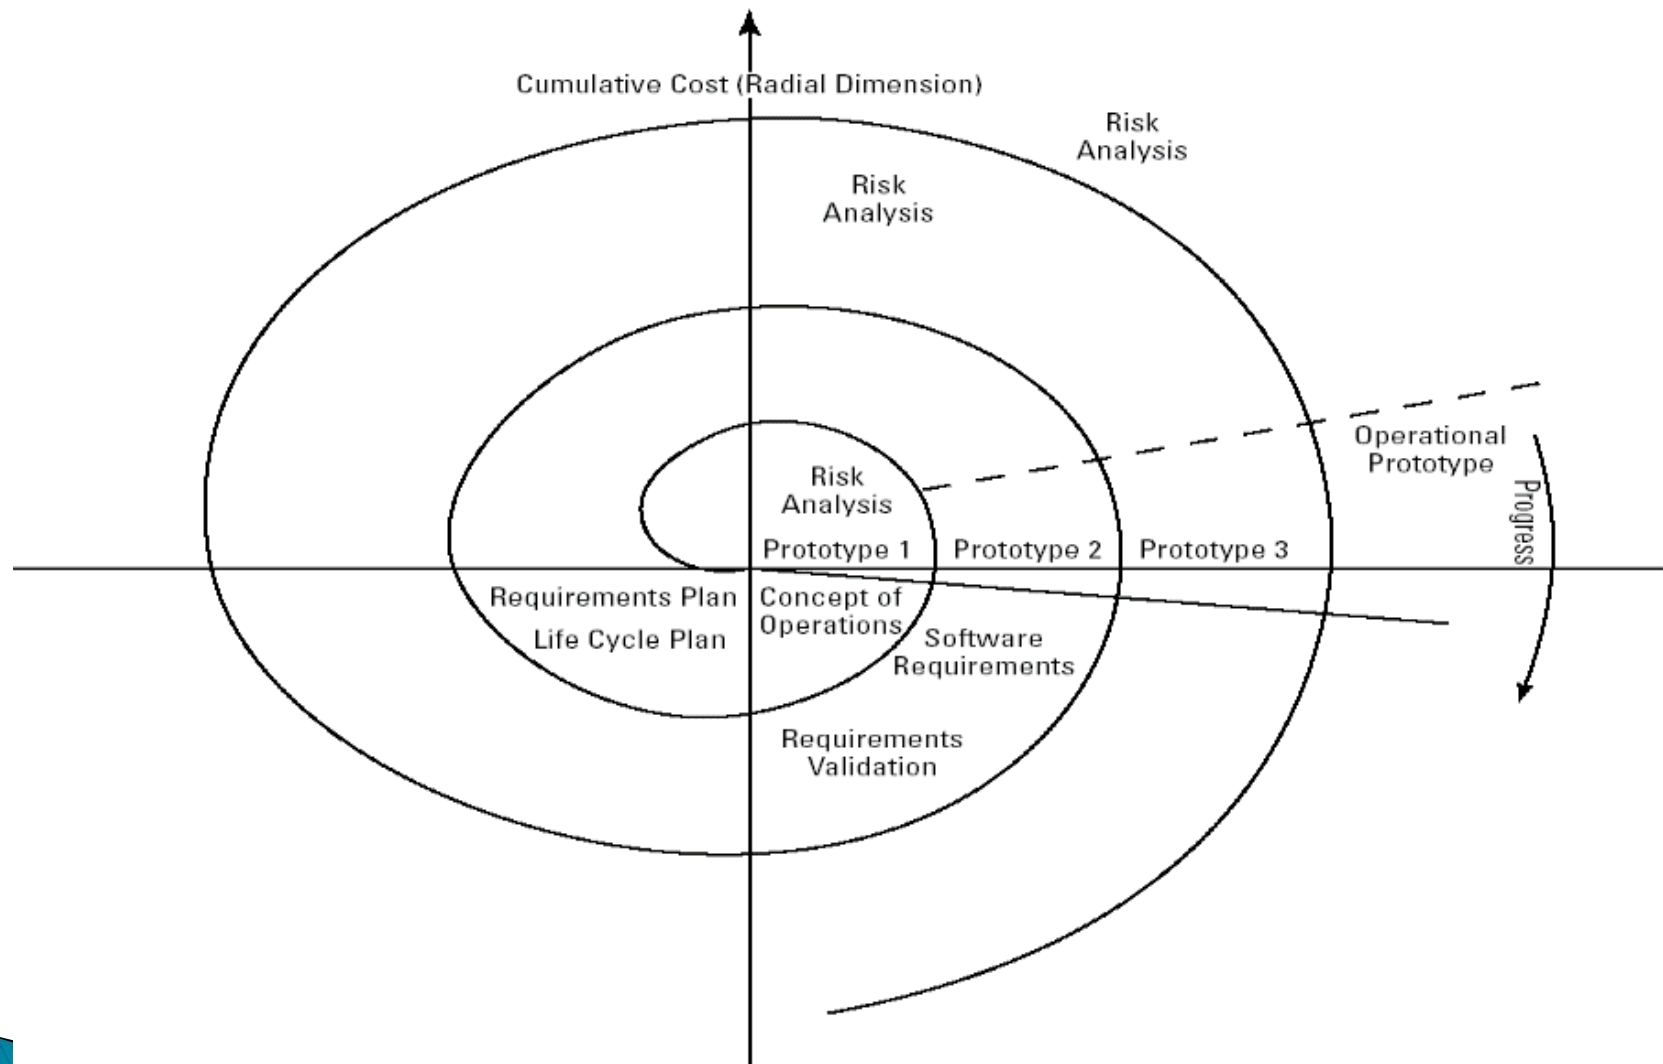 Cumulative Cost (Radial Dimension)
Risk
Analysis
Risk
Analysis
Operational
Prototype
Progress
Risk
Analysis
Prototype 1
Prototype 2
Prototype 3
Requirements Plan
Life Cycle Plan
Concept of
Operations
Software
Requirements
Requirements
Validation